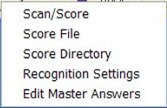 Scan/Score
Score File
Score Directory
Recognition Settings
Edit Master Answers